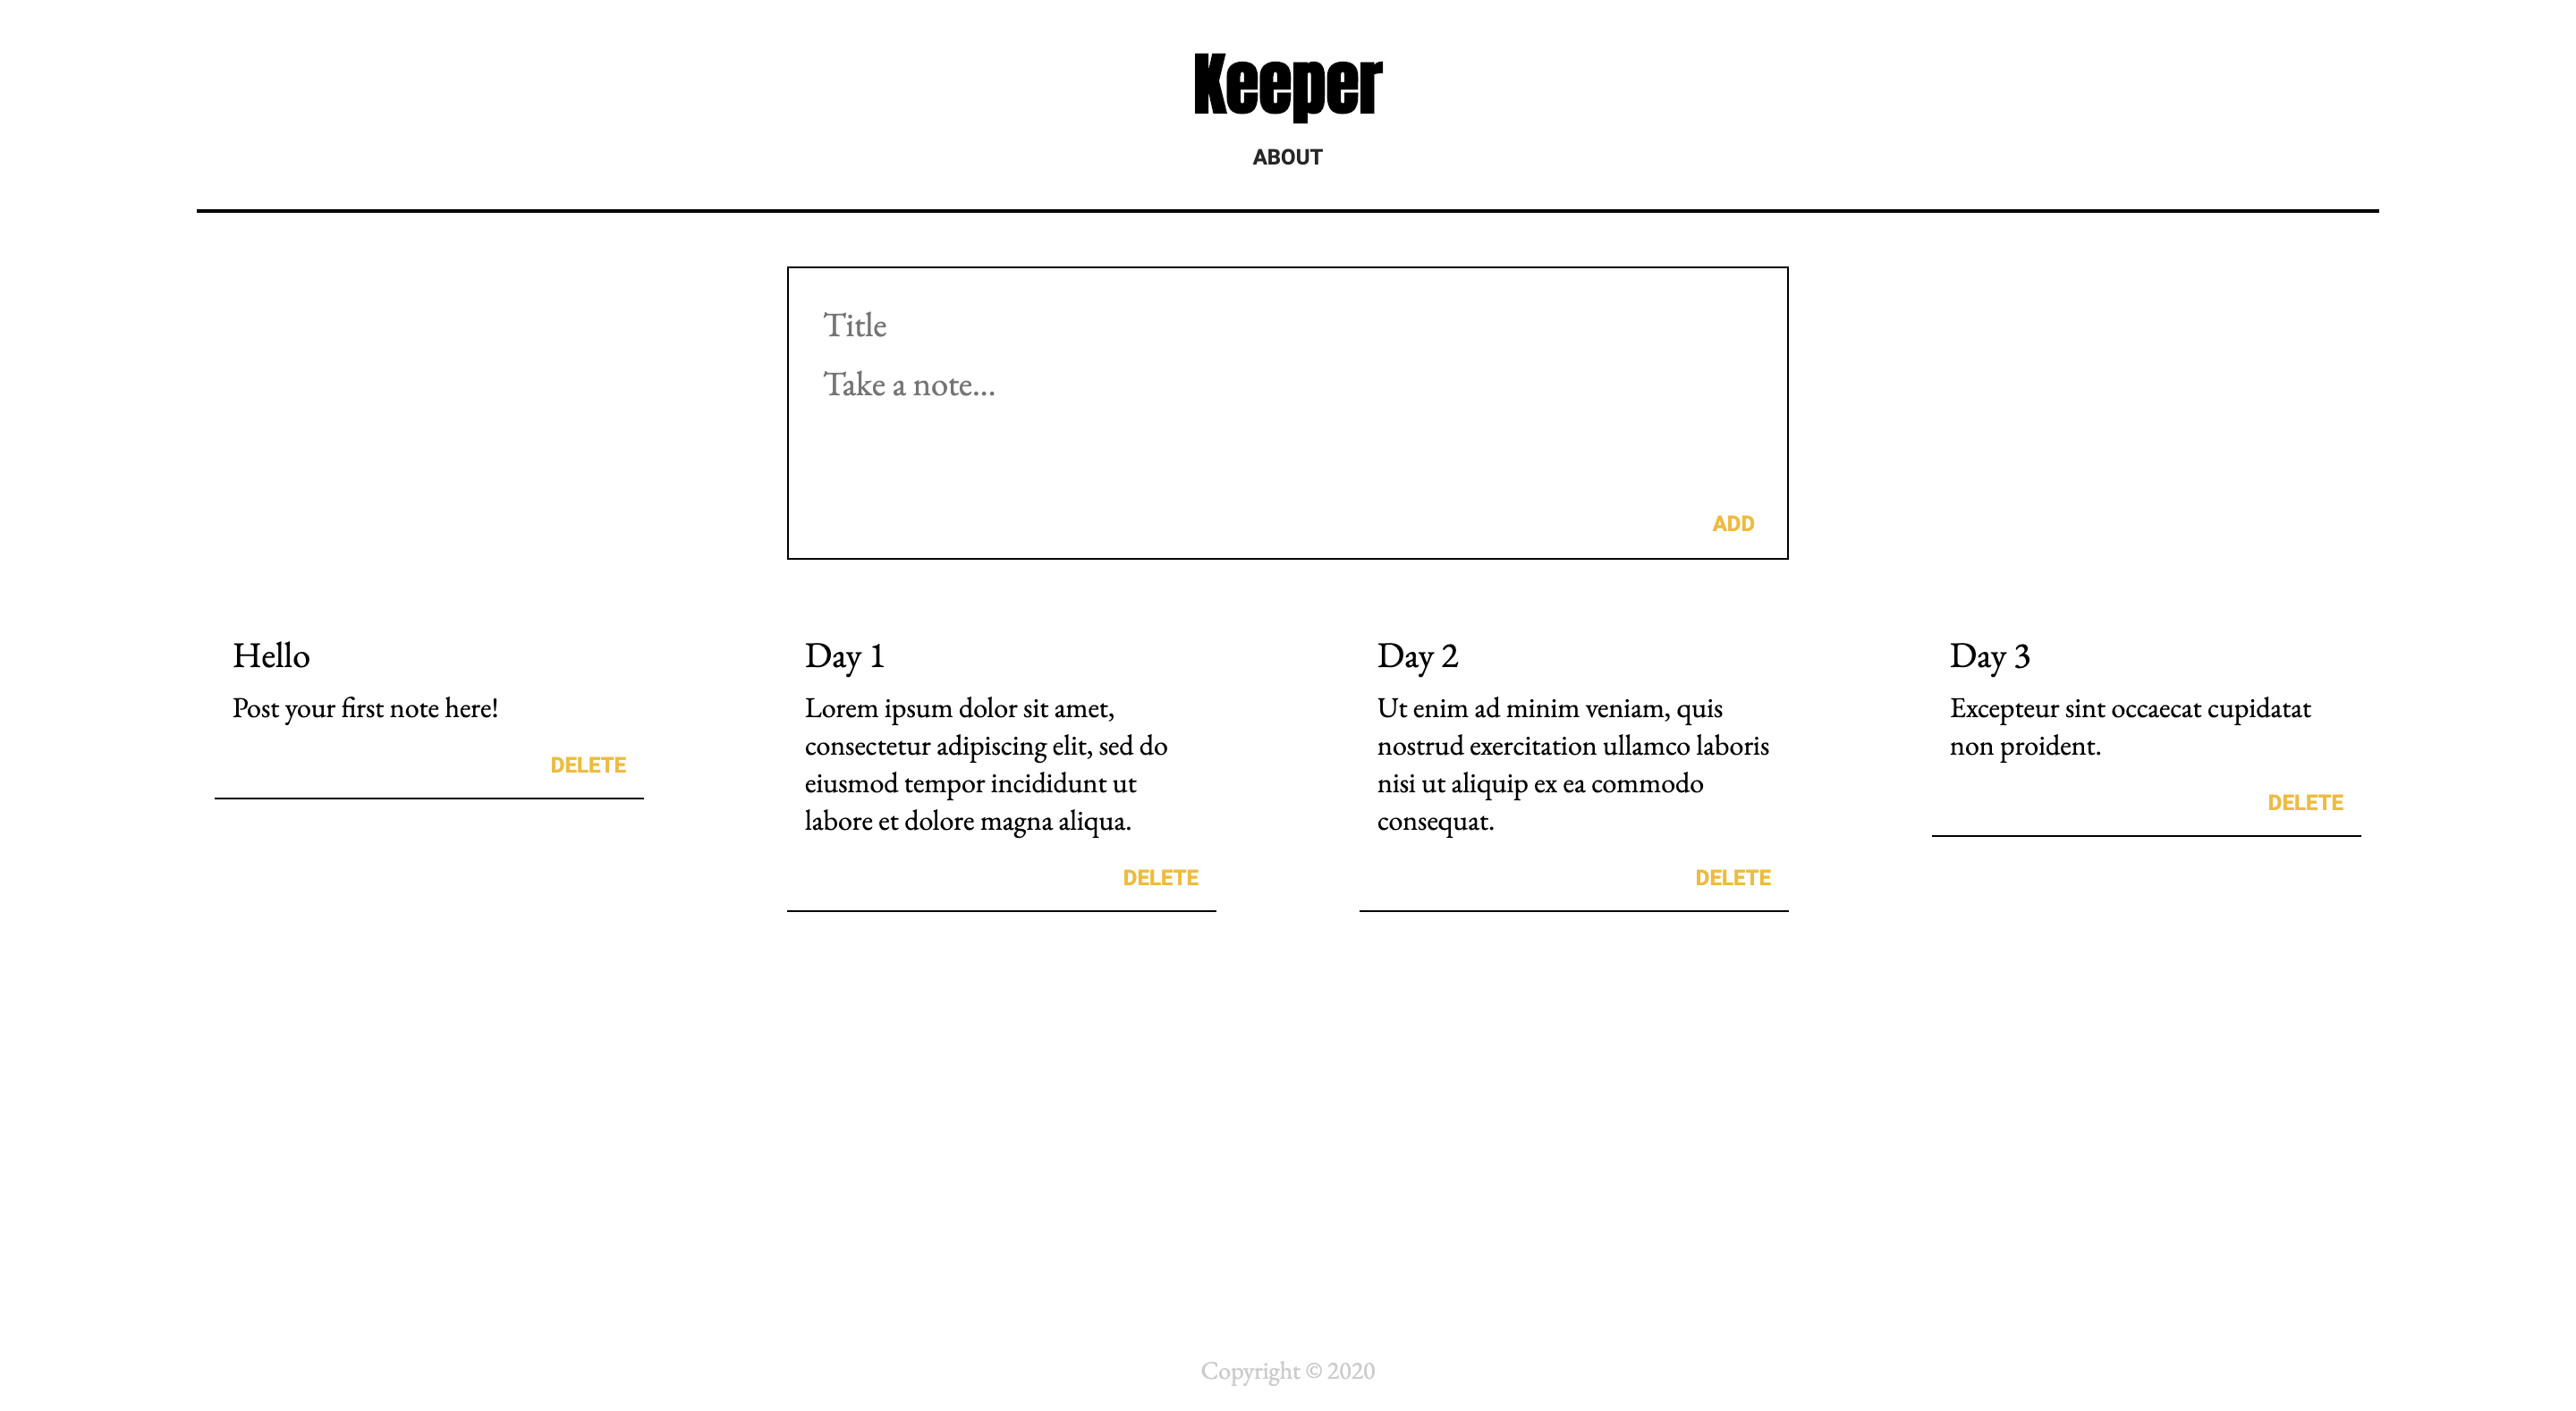 Keeper
ABOUT
Title
Take a note...
ADD
Hello
Post your first note here!
DELETE
Day 1
Lorem ipsum dolor sit amet,
consectetur adipiscing elit, sed do
eiusmod tempor incididunt ut
labore et dolore magna aliqua.
DELETE
Day 2
Ut enim ad minim veniam, quis
nostrud exercitation ullamco laboris
nisi ut aliquip ex ea commodo
consequat.
DELETE
Day 3
Excepteur sint occaecat cupidatat
non proident.
DELETE
Copyright © 2020